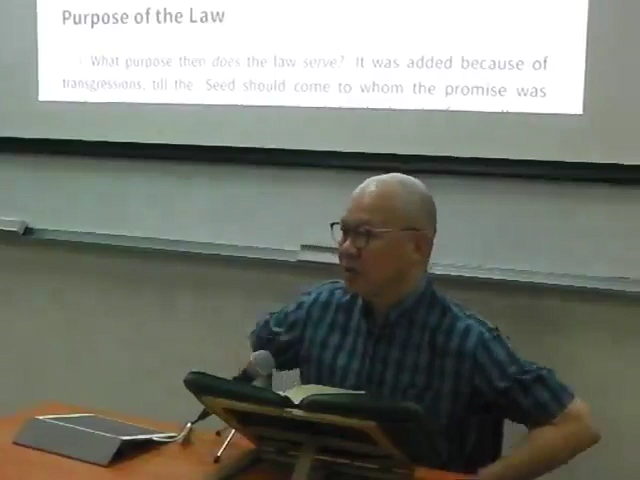 Purpose of the Law
What purpose then does the law serve? It was added because of
transgressions, till the Seed should come to whom the promise was